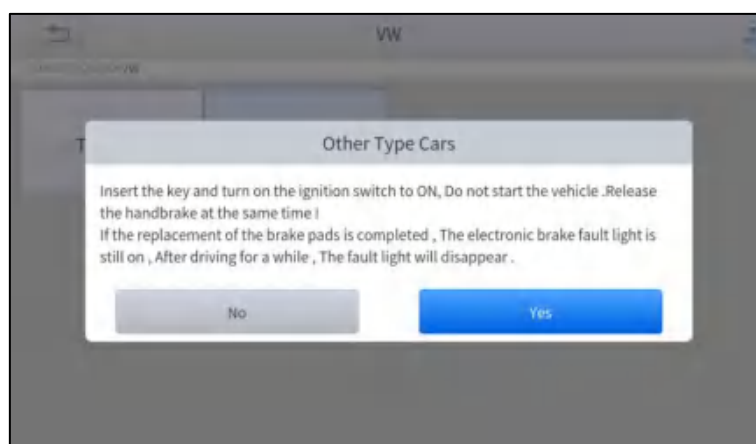 VW
T
Other Type Cars
Insert the key and turn on the ignition switch to ON, Do not start the vehicle .Release
the handbrake at the same time !
If the replacement of the brake pads is completed , The electronic brake fault light is
still on , After driving for a while , The fault light will disappear .
No
Yes